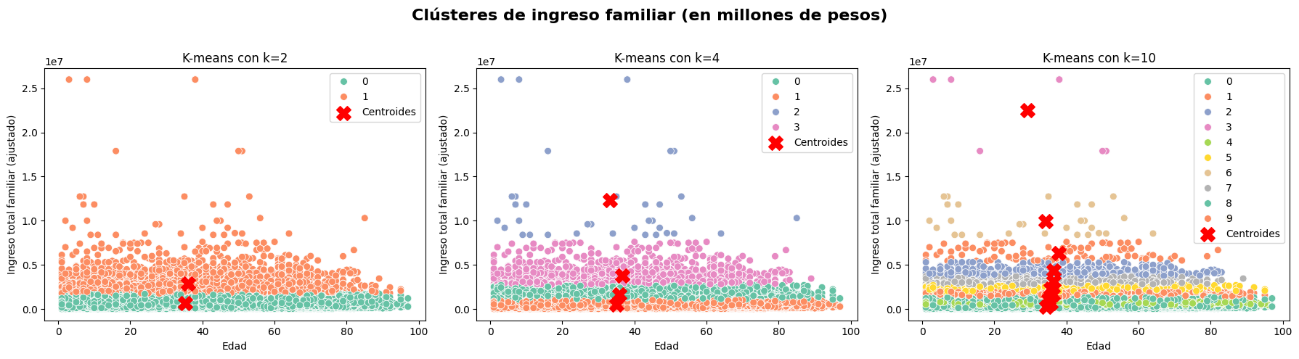 Clústeres de ingreso familiar (en millones de pesos)
K-means con k=2
1e7
Ingreso total familiar (ajustado)
2.5
2.0
1.5
1.0
0.5
0.0
0 20 40 60 80 100
Edad
0
1
Centroides
K-means con k=4
1e7
Ingreso total familiar (ajustado)
2.5
2.0
1.5
1.0
0.5
0.0
0 20 40 60 80 100
Edad
0
1
2
3
Centroides
K-means con k=10
1e7
Ingreso total familiar (ajustado)
2.5
2.0
1.5
1.0
0.5
0.0
0 20 40 60 80 100
Edad
0
1
2
3
4
5
6
7
8
9
Centroides